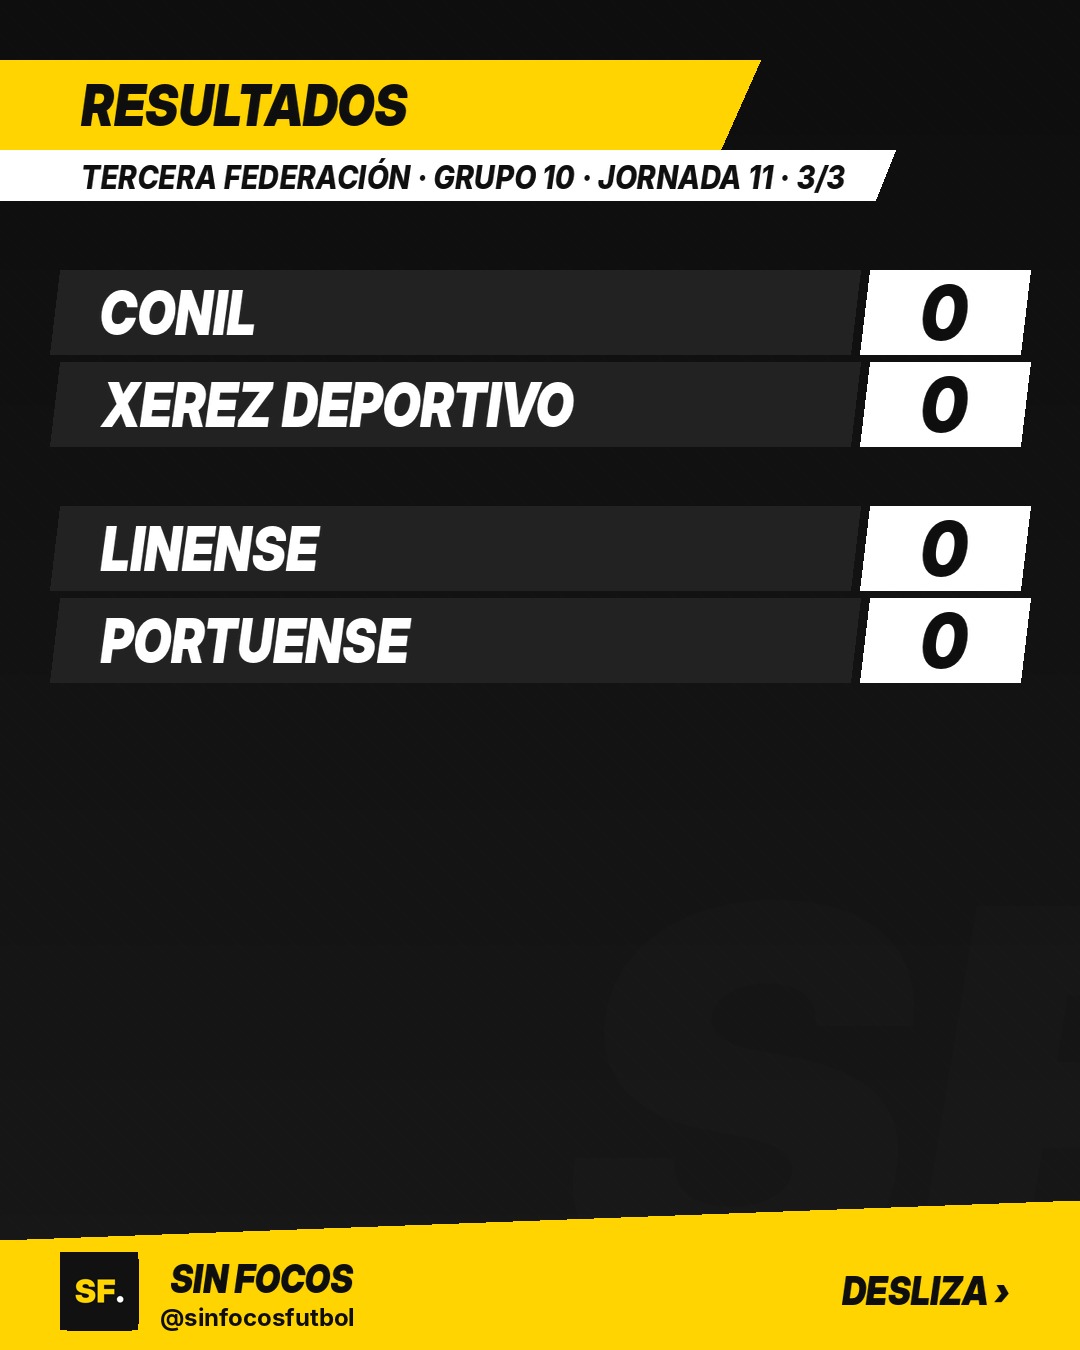 RESULTADOS
TERCERA FEDERACIÓN · GRUPO 10 · JORNADA 11 · 3/3
CONIL 0
XEREZ DEPORTIVO 0
LINENSE 0
PORTUENSE 0
SF
SF.
SIN FOCOS
@sinfocosfutbol
DESLIZA ›